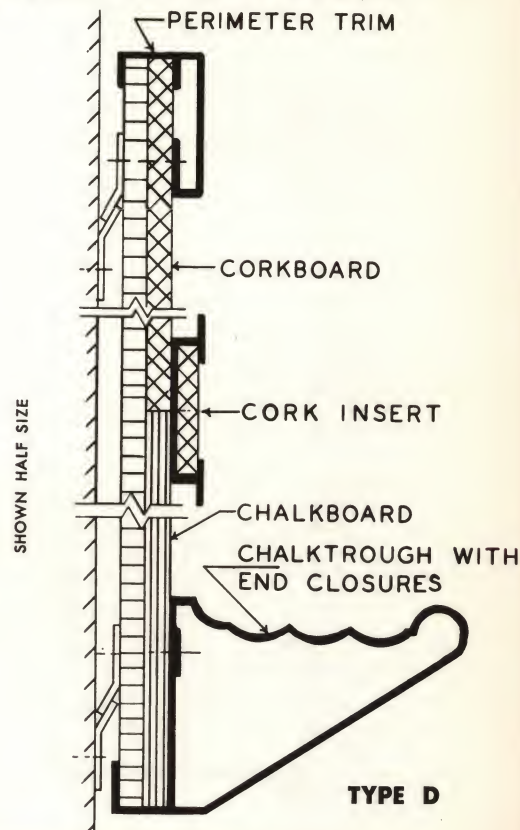 PERIMETER TRIM
CORKBOARD
CORK INSERT
SHOWN HALF SIZE
CHALKBOARD
CHALKTROUGH WITH
END CLOSURES
TYPE D